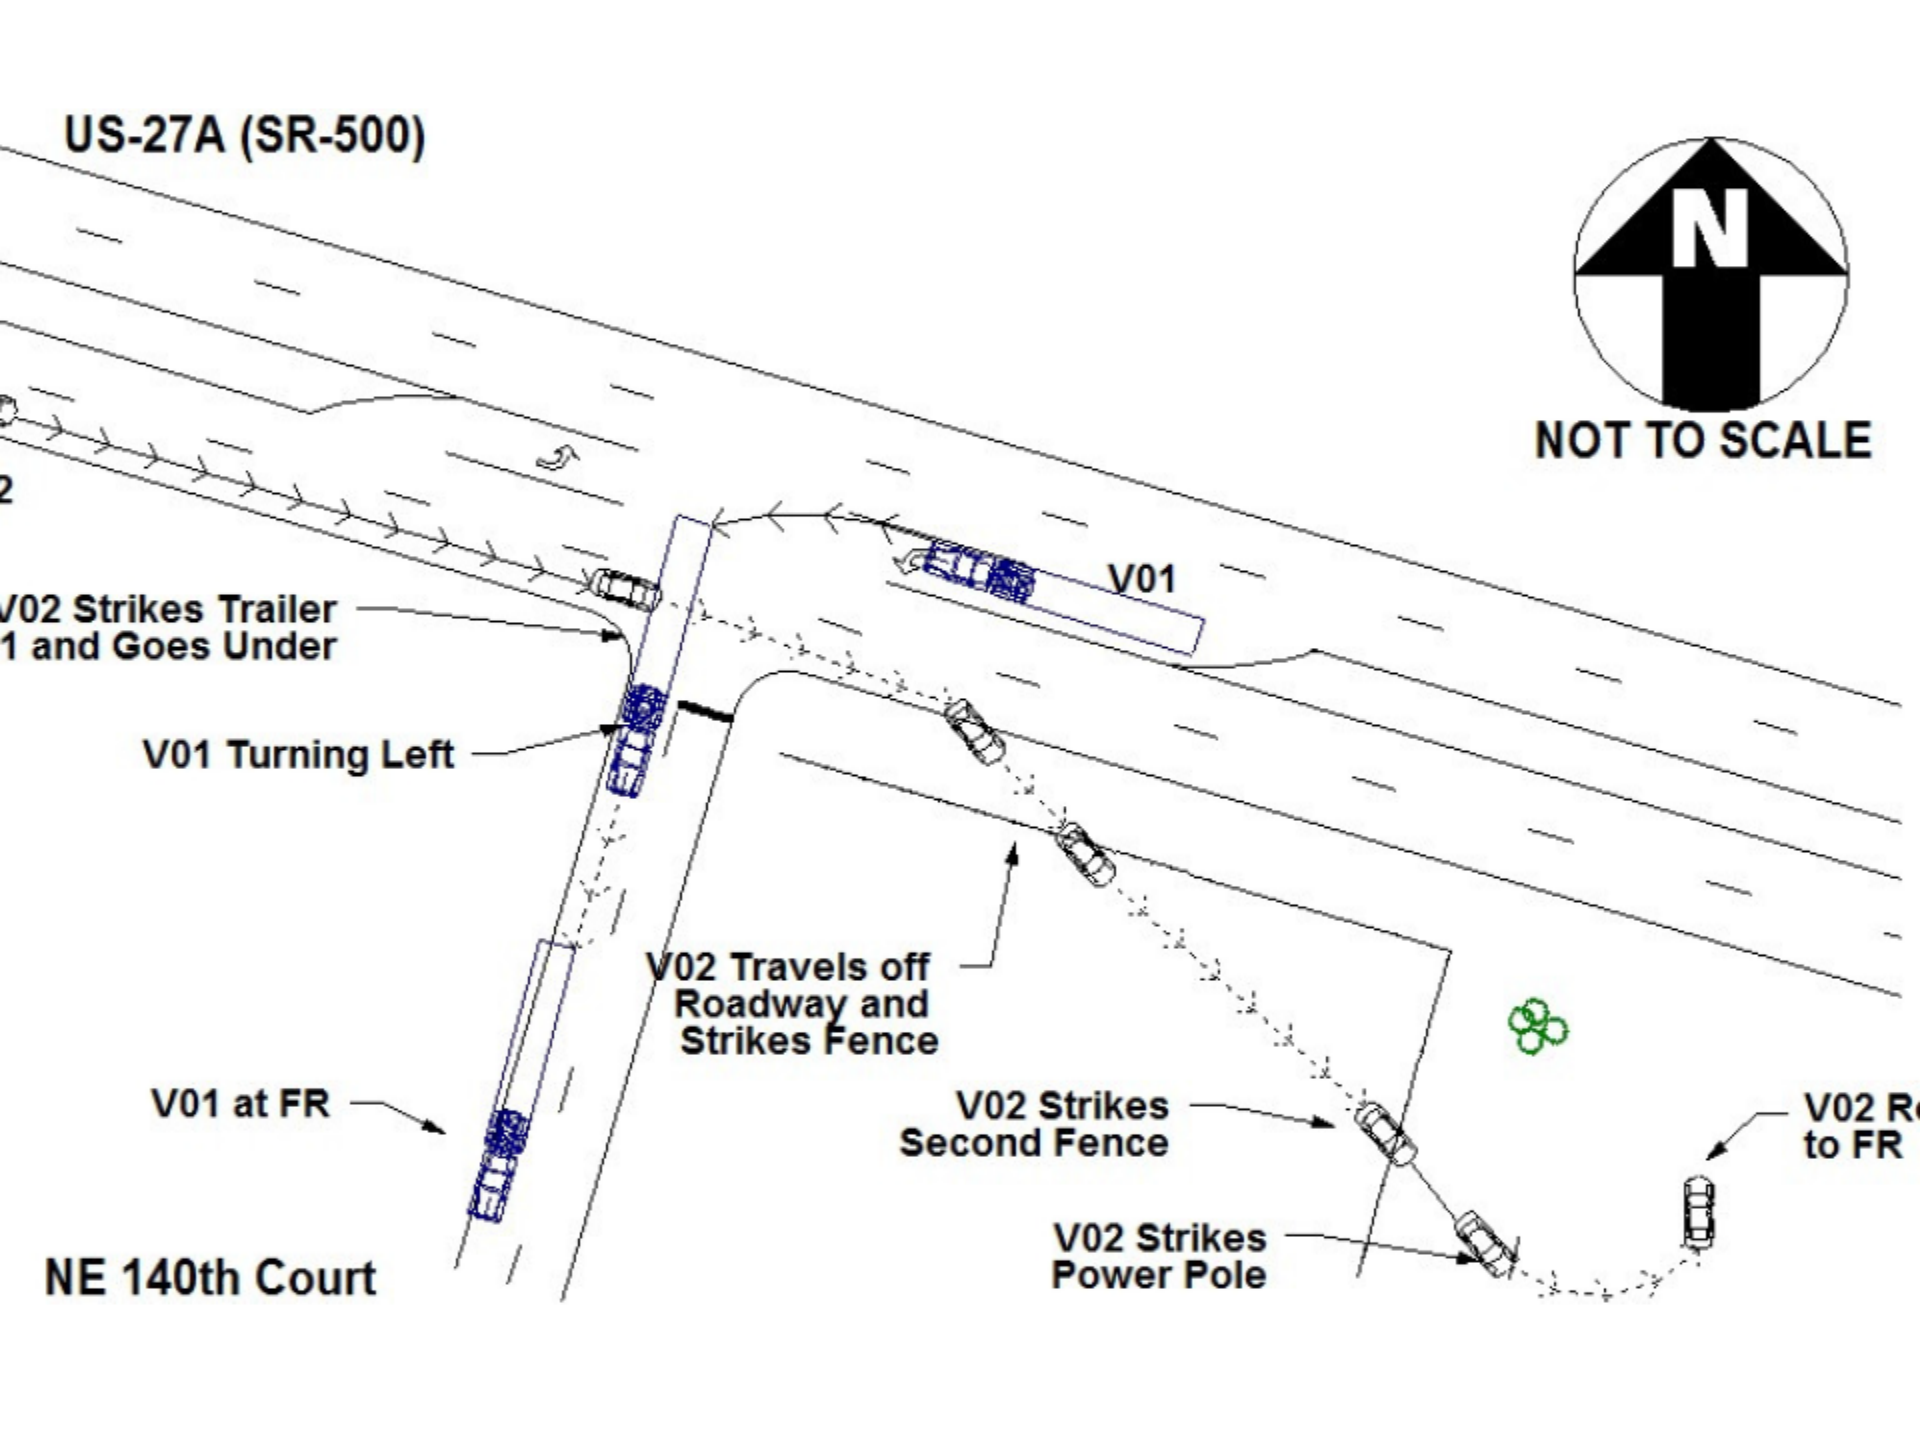 US-27A (SR-500)
N
NOT TO SCALE
2
V02 Strikes Trailer
1 and Goes Under
V01
V01 Turning Left
V02 Travels off
Roadway and
Strikes Fence
V01 at FR
V02 Strikes
Second Fence
V02
to FR
V02 Strikes
Power Pole
NE 140th Court